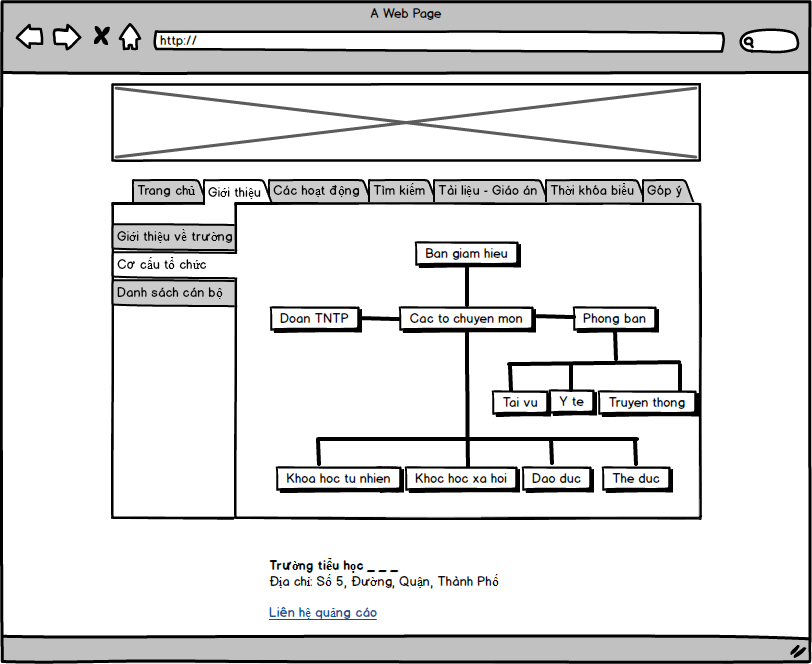 A Web Page
http://
Trang chủ Giới thiệu Các hoạt động Tìm kiếm Tài liệu - Giáo án Thời khóa biểu Góp ý
Giới thiệu về trường
Cơ cấu tổ chức
Danh sách cán bộ
Ban giam hieu
Doan TNTP Cac to chuyen mon Phong ban
Tai vu Y te Truyen thong
Khoa hoc tu nhien Khoc hoc xa hoi Dao duc The duc
Trường tiểu học _ _ _
Địa chỉ: Số 5, Đường, Quận, Thành Phố
Liên hệ quảng cáo